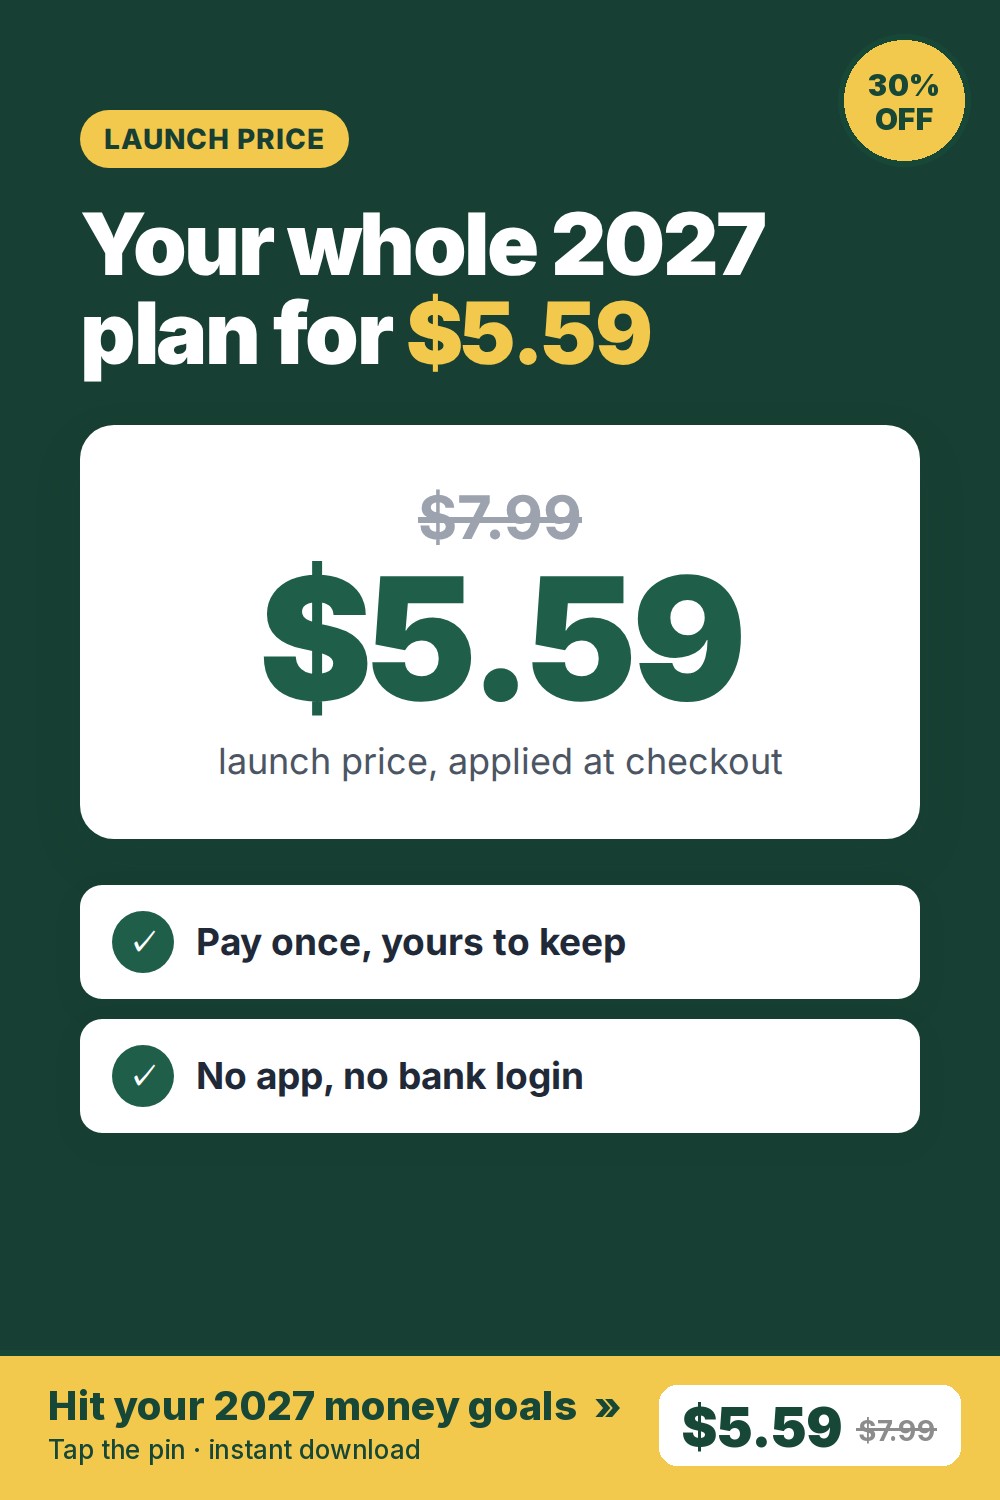 30%
OFF
LAUNCH PRICE
Your whole 2027
plan for $5.59
$7.99
$5.59
launch price, applied at checkout
✓ Pay once, yours to keep
✓ No app, no bank login
Hit your 2027 money goals »
Tap the pin · instant download
$5.59 $7.99